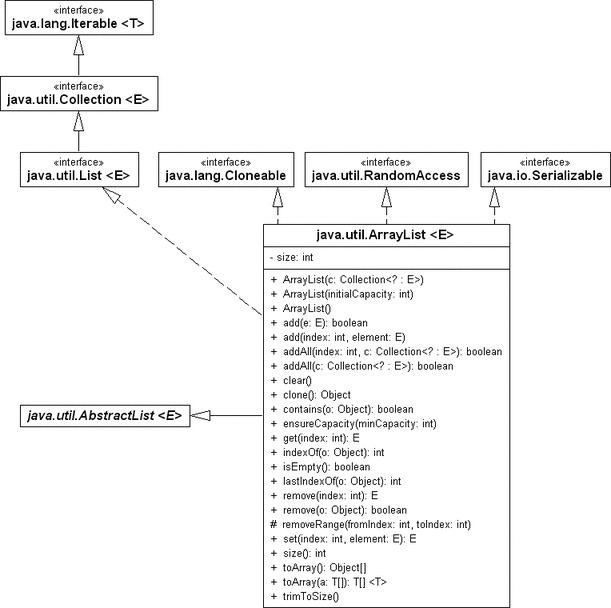 «interface»
java.lang.Iterable <T>
«interface»
java.util.Collection <E>
«interface»
java.util.List <E>
«interface»
java.lang.Cloneable
«interface»
java.util.RandomAccess
«interface»
java.io.Serializable
java.util.ArrayList <E>
- size: int
+ ArrayList(c: Collection<? : E>)
+ ArrayList(initialCapacity: int)
+ ArrayList()
+ add(e: E): boolean
+ add(index: int, element: E)
+ addAll(index: int, c: Collection<? : E>): boolean
+ addAll(c: Collection<? : E>): boolean
+ clear()
+ clone(): Object
+ contains(o: Object): boolean
+ ensureCapacity(minCapacity: int)
+ get(index: int): E
+ indexOf(o: Object): int
+ isEmpty(): boolean
+ lastIndexOf(o: Object): int
+ remove(index: int): E
+ remove(o: Object): boolean
# removeRange(fromIndex: int, toIndex: int)
+ set(index: int, element: E): E
+ size(): int
+ toArray(): Object[]
+ toArray(a: T[]): T[] <T>
+ trimToSize()
java.util.AbstractList <E>